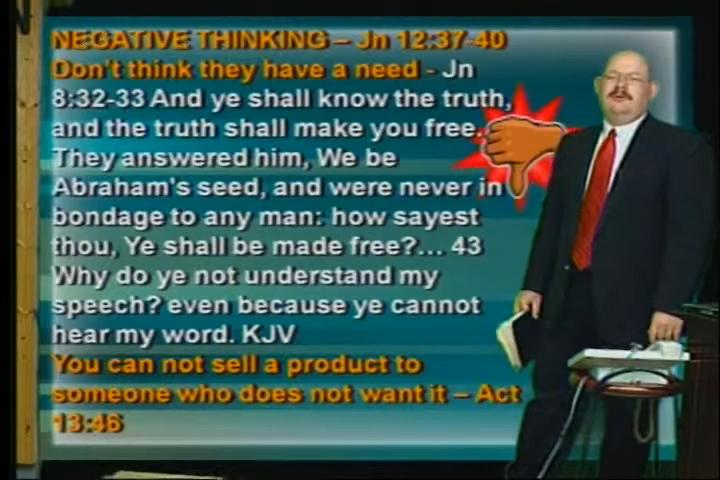 NEGATIVE THINKING – Jn 12:37-40
Don't think they have a need - Jn
8:32-33 And ye shall know the truth,
and the truth shall make you free.
They answered him, We be
Abraham's seed, and were never in
bondage to any man: how sayest
thou, Ye shall be made free?... 43
Why do ye not understand my
speech? even because ye cannot
hear my word. KJV
You can not sell a product to
someone who does not want it – Act
13:46